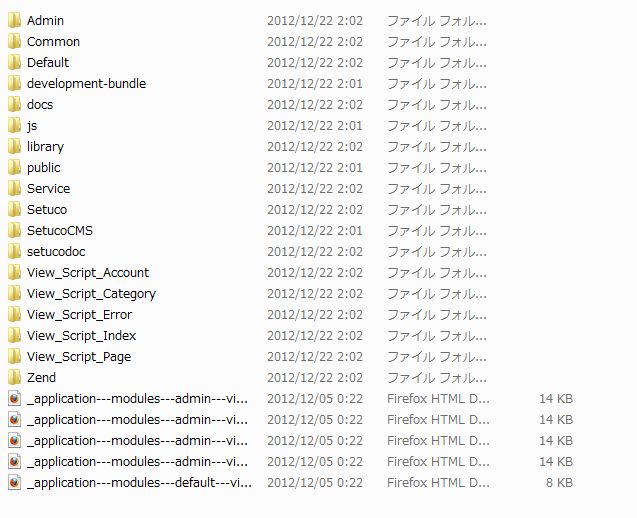 Admin 2012/12/22 2:02 ファイル フォル...
Common 2012/12/22 2:02 ファイル フォル...
Default 2012/12/22 2:02 ファイル フォル...
development-bundle 2012/12/22 2:01 ファイル フォル...
docs 2012/12/22 2:02 ファイル フォル...
js 2012/12/22 2:01 ファイル フォル...
library 2012/12/22 2:02 ファイル フォル...
public 2012/12/22 2:01 ファイル フォル...
Service 2012/12/22 2:02 ファイル フォル...
Setuco 2012/12/22 2:02 ファイル フォル...
SetucoCMS 2012/12/22 2:01 ファイル フォル...
setucodoc 2012/12/22 2:02 ファイル フォル...
View_Script_Account 2012/12/22 2:02 ファイル フォル...
View_Script_Category 2012/12/22 2:02 ファイル フォル...
View_Script_Error 2012/12/22 2:02 ファイル フォル...
View_Script_Index 2012/12/22 2:02 ファイル フォル...
View_Script_Page 2012/12/22 2:02 ファイル フォル...
Zend 2012/12/22 2:02 ファイル フォル...
_application---modules---admin---vi... 2012/12/05 0:22 Firefox HTML D... 14 KB
_application---modules---admin---vi... 2012/12/05 0:22 Firefox HTML D... 14 KB
_application---modules---admin---vi... 2012/12/05 0:22 Firefox HTML D... 14 KB
_application---modules---admin---vi... 2012/12/05 0:22 Firefox HTML D... 14 KB
_application---modules---default---vi... 2012/12/05 0:22 Firefox HTML D... 8 KB